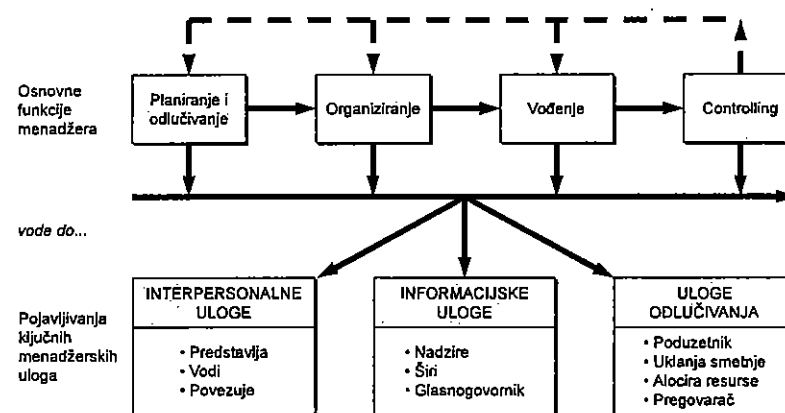 Osnovne
funkcije
menadžera
Planiranje i
odlučivanje
Organiziranje
Vođenje
Controlling
vode do...
Pojavljivanja
ključnih
menadžerskih
uloga
INTERPERSONALNE
ULOGE
• Predstavlja
• Vodi
• Povezuje
INFORMACIJSKE
ULOGE
• Nadzire
• Širi
• Glasnogovornik
ULOGE
ODLUČIVANJA
• Poduzetnik
• Uklanja smetnje
• Alocira resurse
• Pregovarač